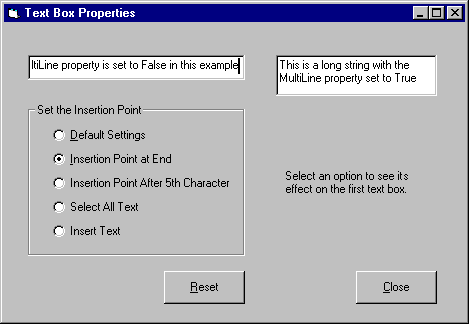 Text Box Properties
ltiLine property is set to False in this example
This is a long string with the
MultiLine property set to True
Set the Insertion Point
Default Settings
Insertion Point at End
Insertion Point After 5th Character
Select All Text
Insert Text
Select an option to see its
effect on the first text box.
Reset
Close